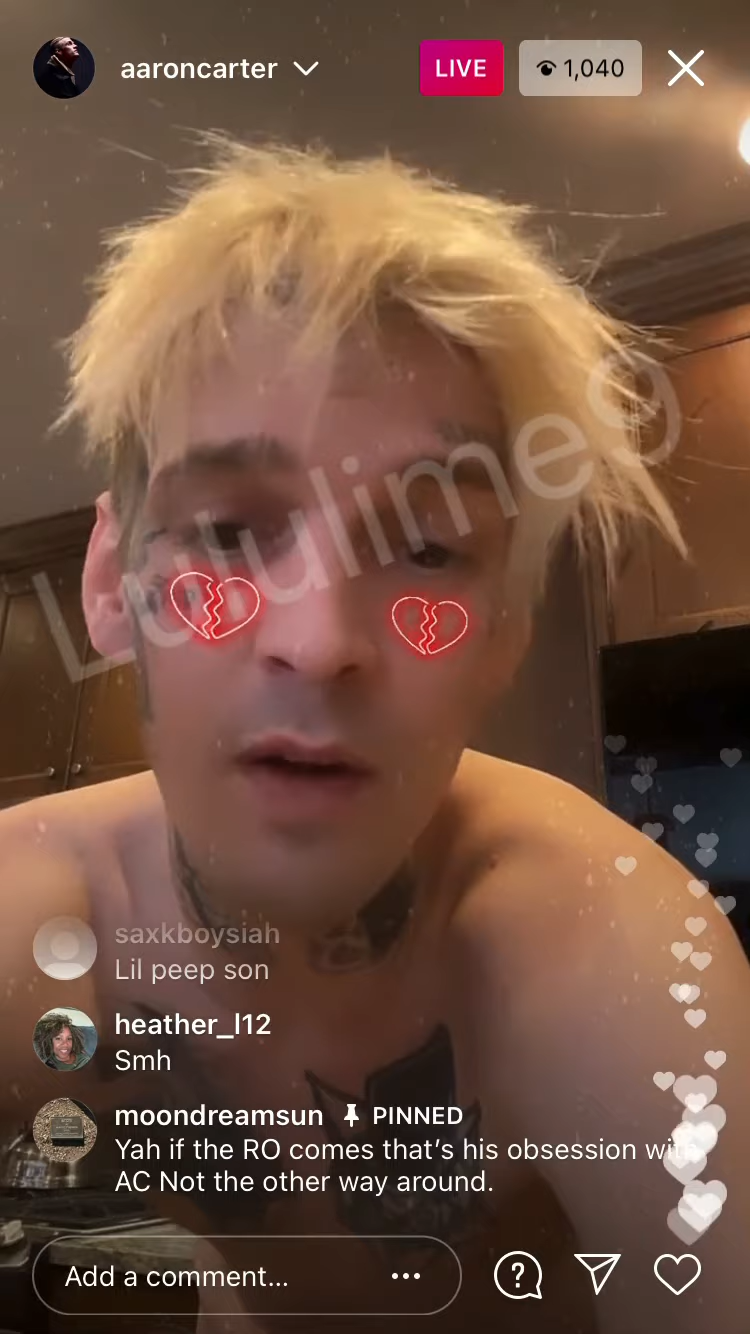 aaroncarter
LIVE
1,040
Lululime9
saxkboysiah
Lil peep son
heather_l12
Smh
moondreamsun PINNED
Yah if the RO comes that’s his obsession with
AC Not the other way around.
Add a comment...
?